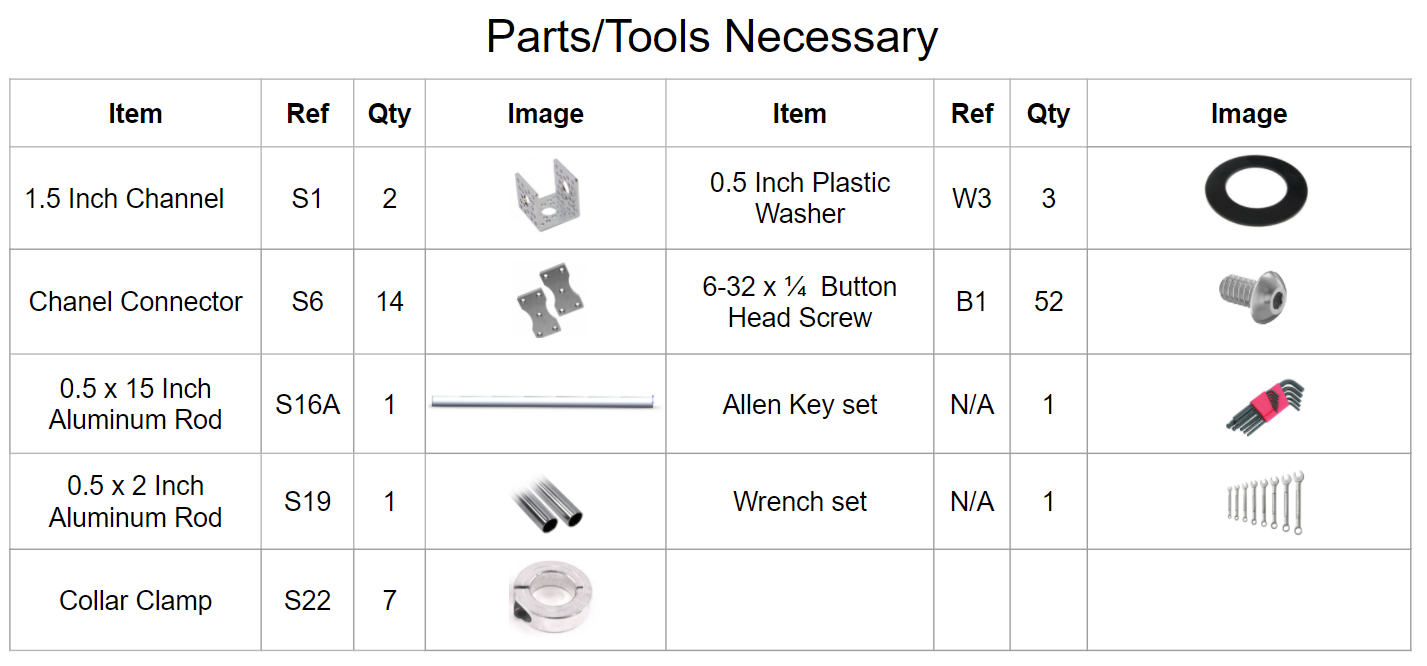 Parts/Tools Necessary
Item Ref Qty Image Item Ref Qty Image
1.5 Inch Channel S1 2
0.5 Inch Plastic
Washer
W3 3
Chanel Connector S6 14
6-32 x ¼ Button
Head Screw
B1 52
0.5 x 15 Inch
Aluminum Rod
S16A 1
Allen Key set N/A 1
0.5 x 2 Inch
Aluminum Rod
S19 1
Wrench set N/A 1
Collar Clamp S22 7